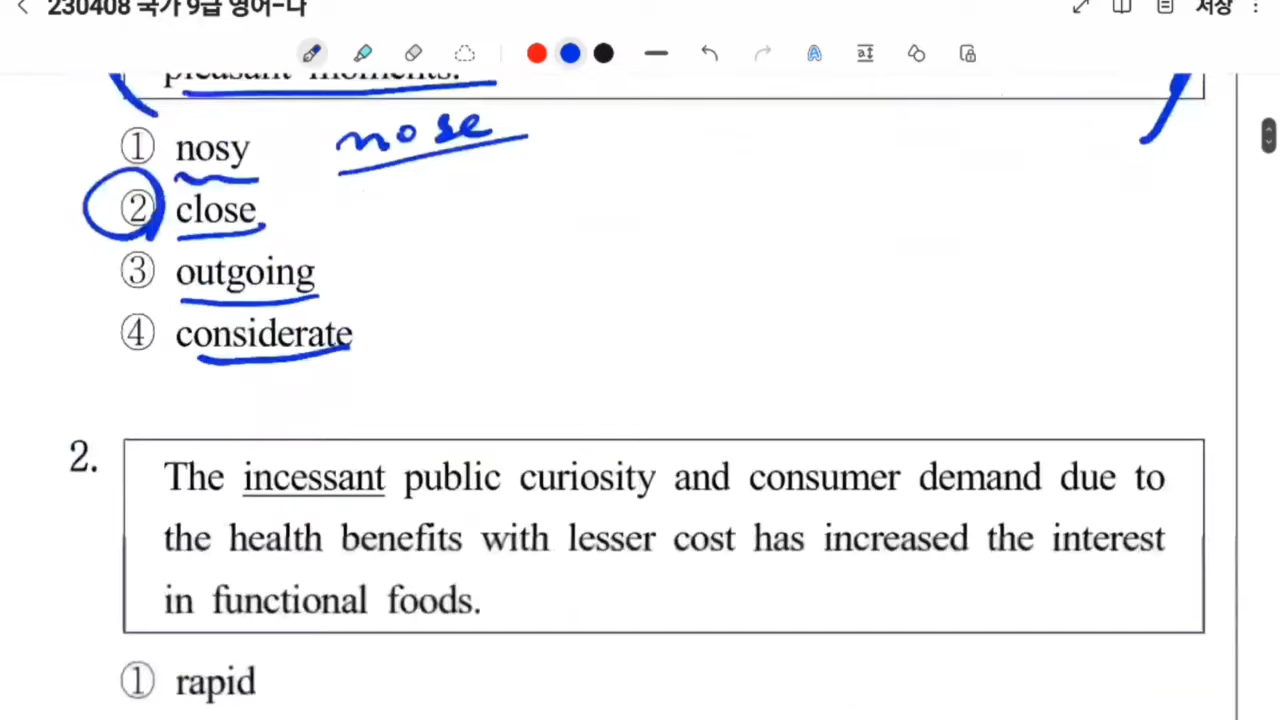 230408 국가 9급 영어-나
저장
pleasant moments.
① nosy
nose
② close
③ outgoing
④ considerate
2.
The incessant public curiosity and consumer demand due to
the health benefits with lesser cost has increased the interest
in functional foods.
① rapid